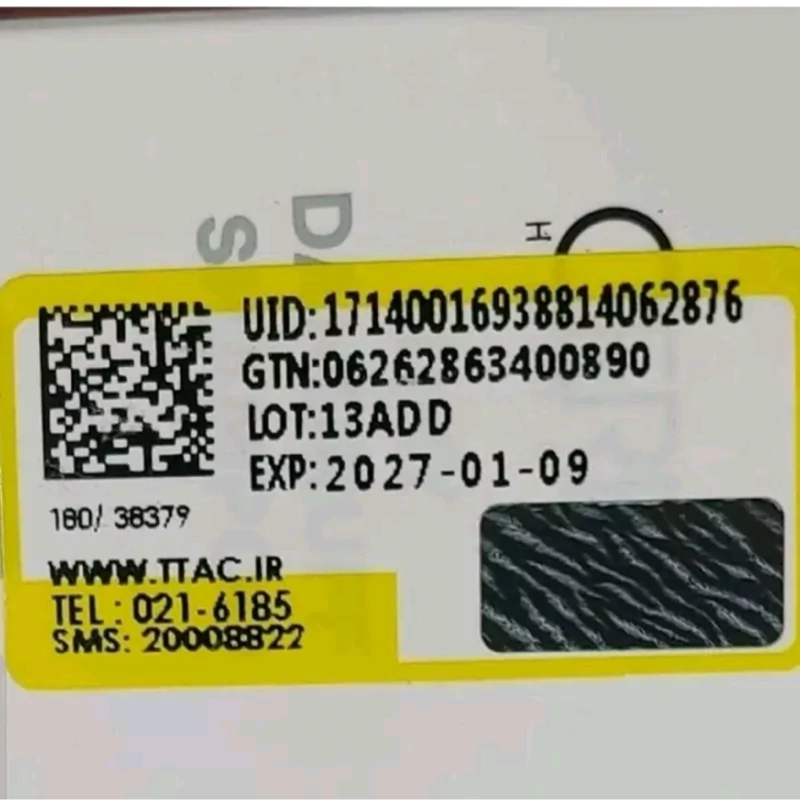 UID:17140016938814062876
GTN:06262863400890
LOT:13ADD
EXP:2027-01-09
180/ 38379
WWW.TTAC.IR
TEL: 021-6185
SMS: 20008822